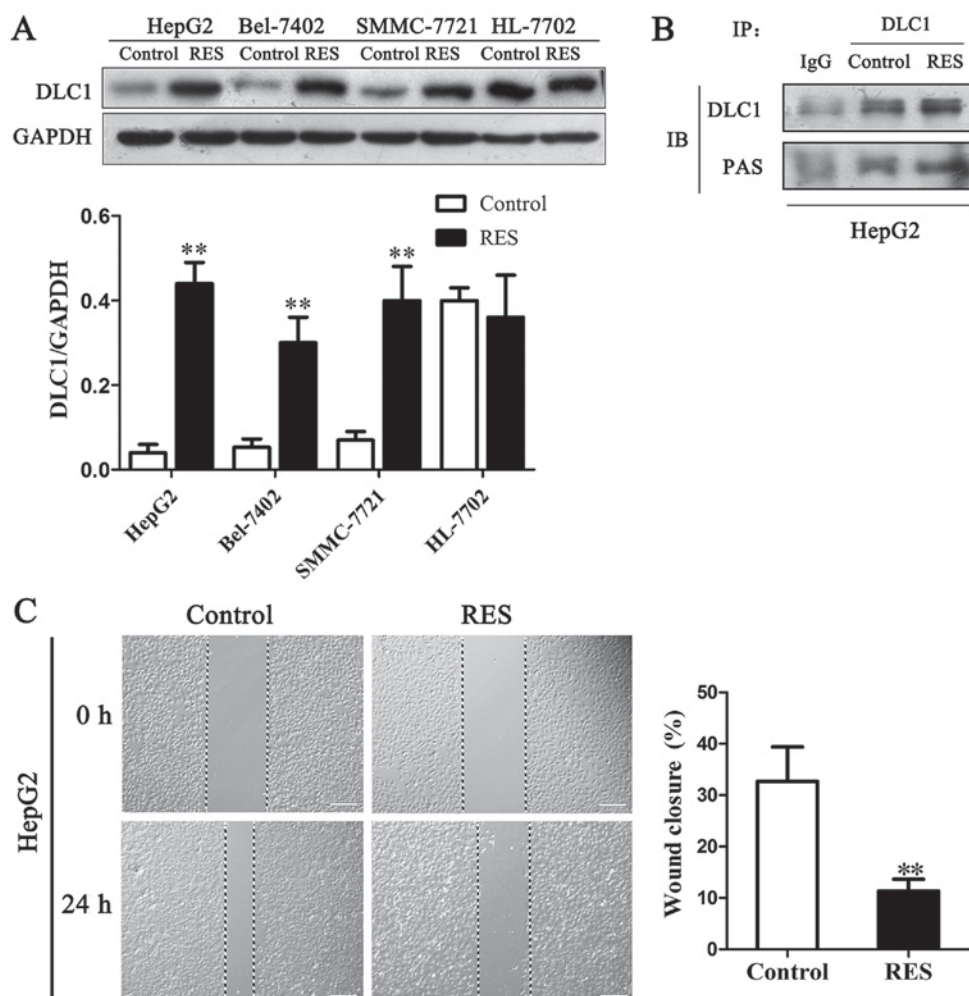 A
HepG2 Bel-7402 SMMC-7721 HL-7702
Control RES Control RES Control RES Control RES
DLC1
GAPDH
Control
RES
DLC1/GAPDH
0.6
0.4
0.2
0.0
** ** **
HepG2 Bel-7402 SMMC-7721 HL-7702
B
IP: DLC1
IgG Control RES
IB
DLC1
PAS
HepG2
C
Control RES
HepG2
0 h
24 h
Wound closure (%)
50
40
30
20
10
0
**
Control RES